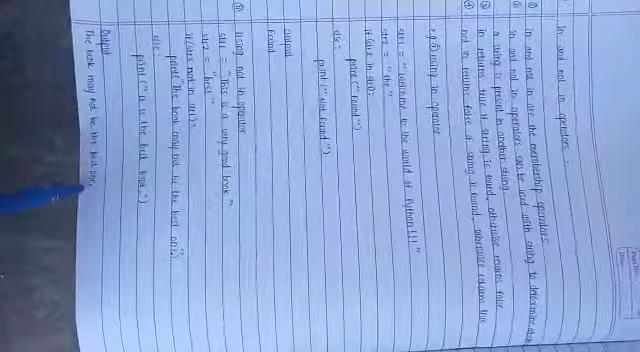 In and not in operators :-
① in and not in are the membership operators.
② in and not in operators can be used with string to determine
a string is present in another string
③ in returns true if string is found, otherwise returns false
④ not in returns false if string is found, otherwise returns true
e.g. ① using in operator
str1 = "Welcome to the world of Python!!!"
str2 = "the"
if str2 in str1:
print("found")
else:
print("Not found")
output
Found
② Using not in operator
str1 = "This is a very good book"
str2 = "best"
if str2 not in str1:
print("The book may not be the best one.")
else:
print("It is the best book.")
Output
The book may not be the best one.